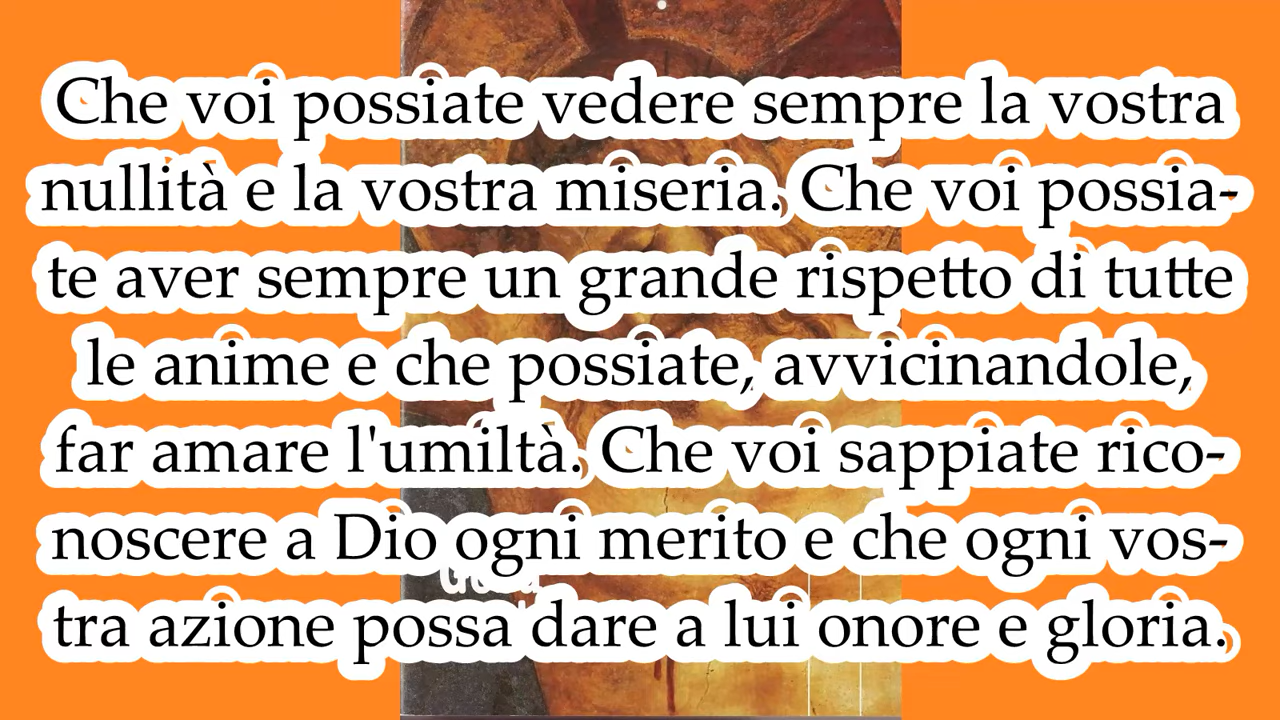 Che voi possiate vedere sempre la vostra
nullità e la vostra miseria. Che voi possia-
te aver sempre un grande rispetto di tutte
le anime e che possiate, avvicinandole,
far amare l'umiltà. Che voi sappiate rico-
noscere a Dio ogni merito e che ogni vos-
tra azione possa dare a lui onore e gloria.